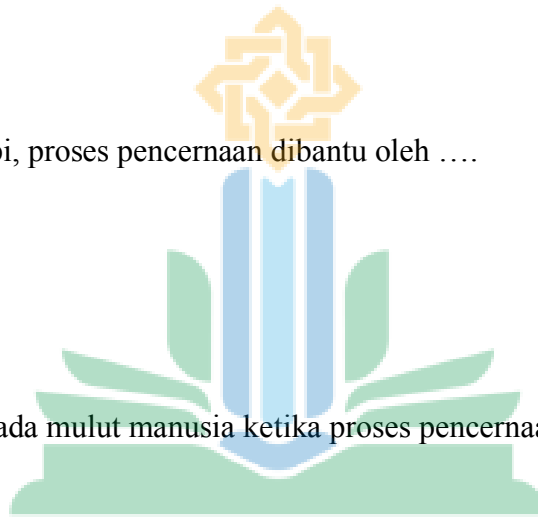 pi, proses pencernaan dibantu oleh ….
ada mulut manusia ketika proses pencernaa